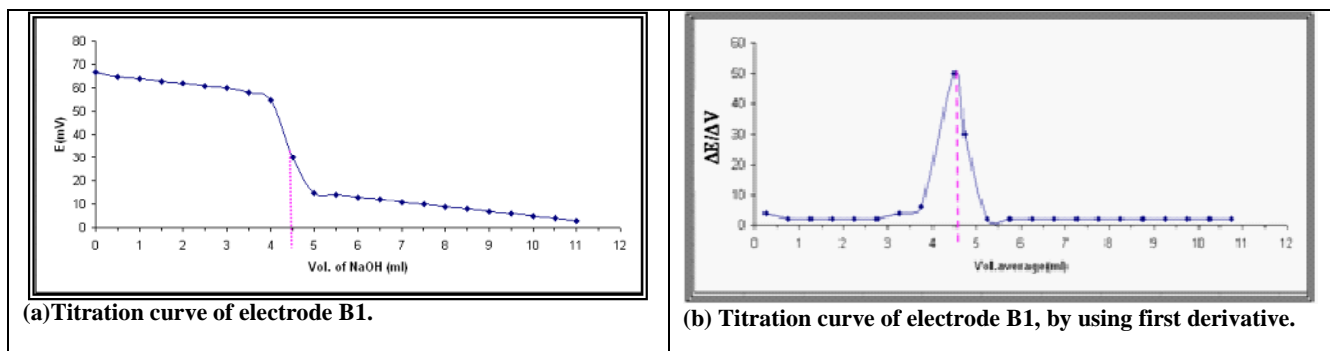 80
70
60
50
40
30
20
10
0
E(mV)
0 1 2 3 4 5 6 7 8 9 10 11 12
Vol. of NaOH (ml)
(a)Titration curve of electrode B1.
60
50
40
30
20
10
0
ΔE/ΔV
0 1 2 3 4 5 6 7 8 9 10 11 12
Vol.average(ml)
(b) Titration curve of electrode B1, by using first derivative.